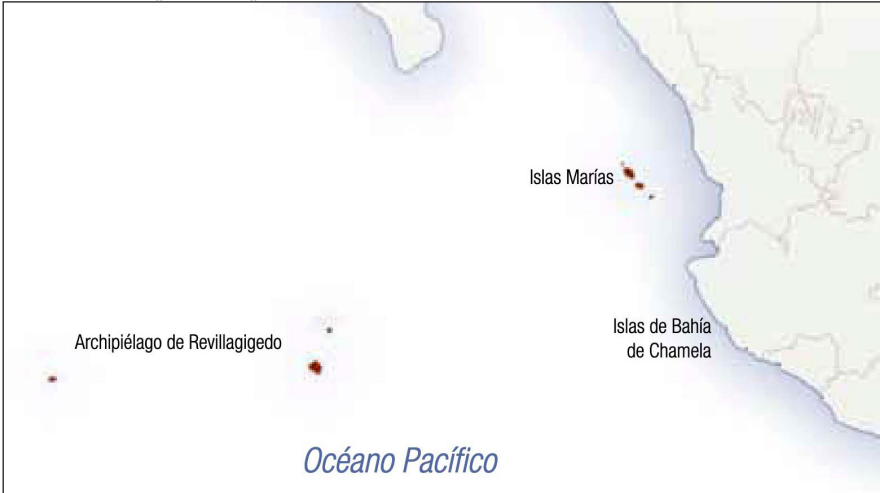 Islas Marías
Islas de Bahía
de Chamela
Archipiélago de Revillagigedo
Océano Pacífico